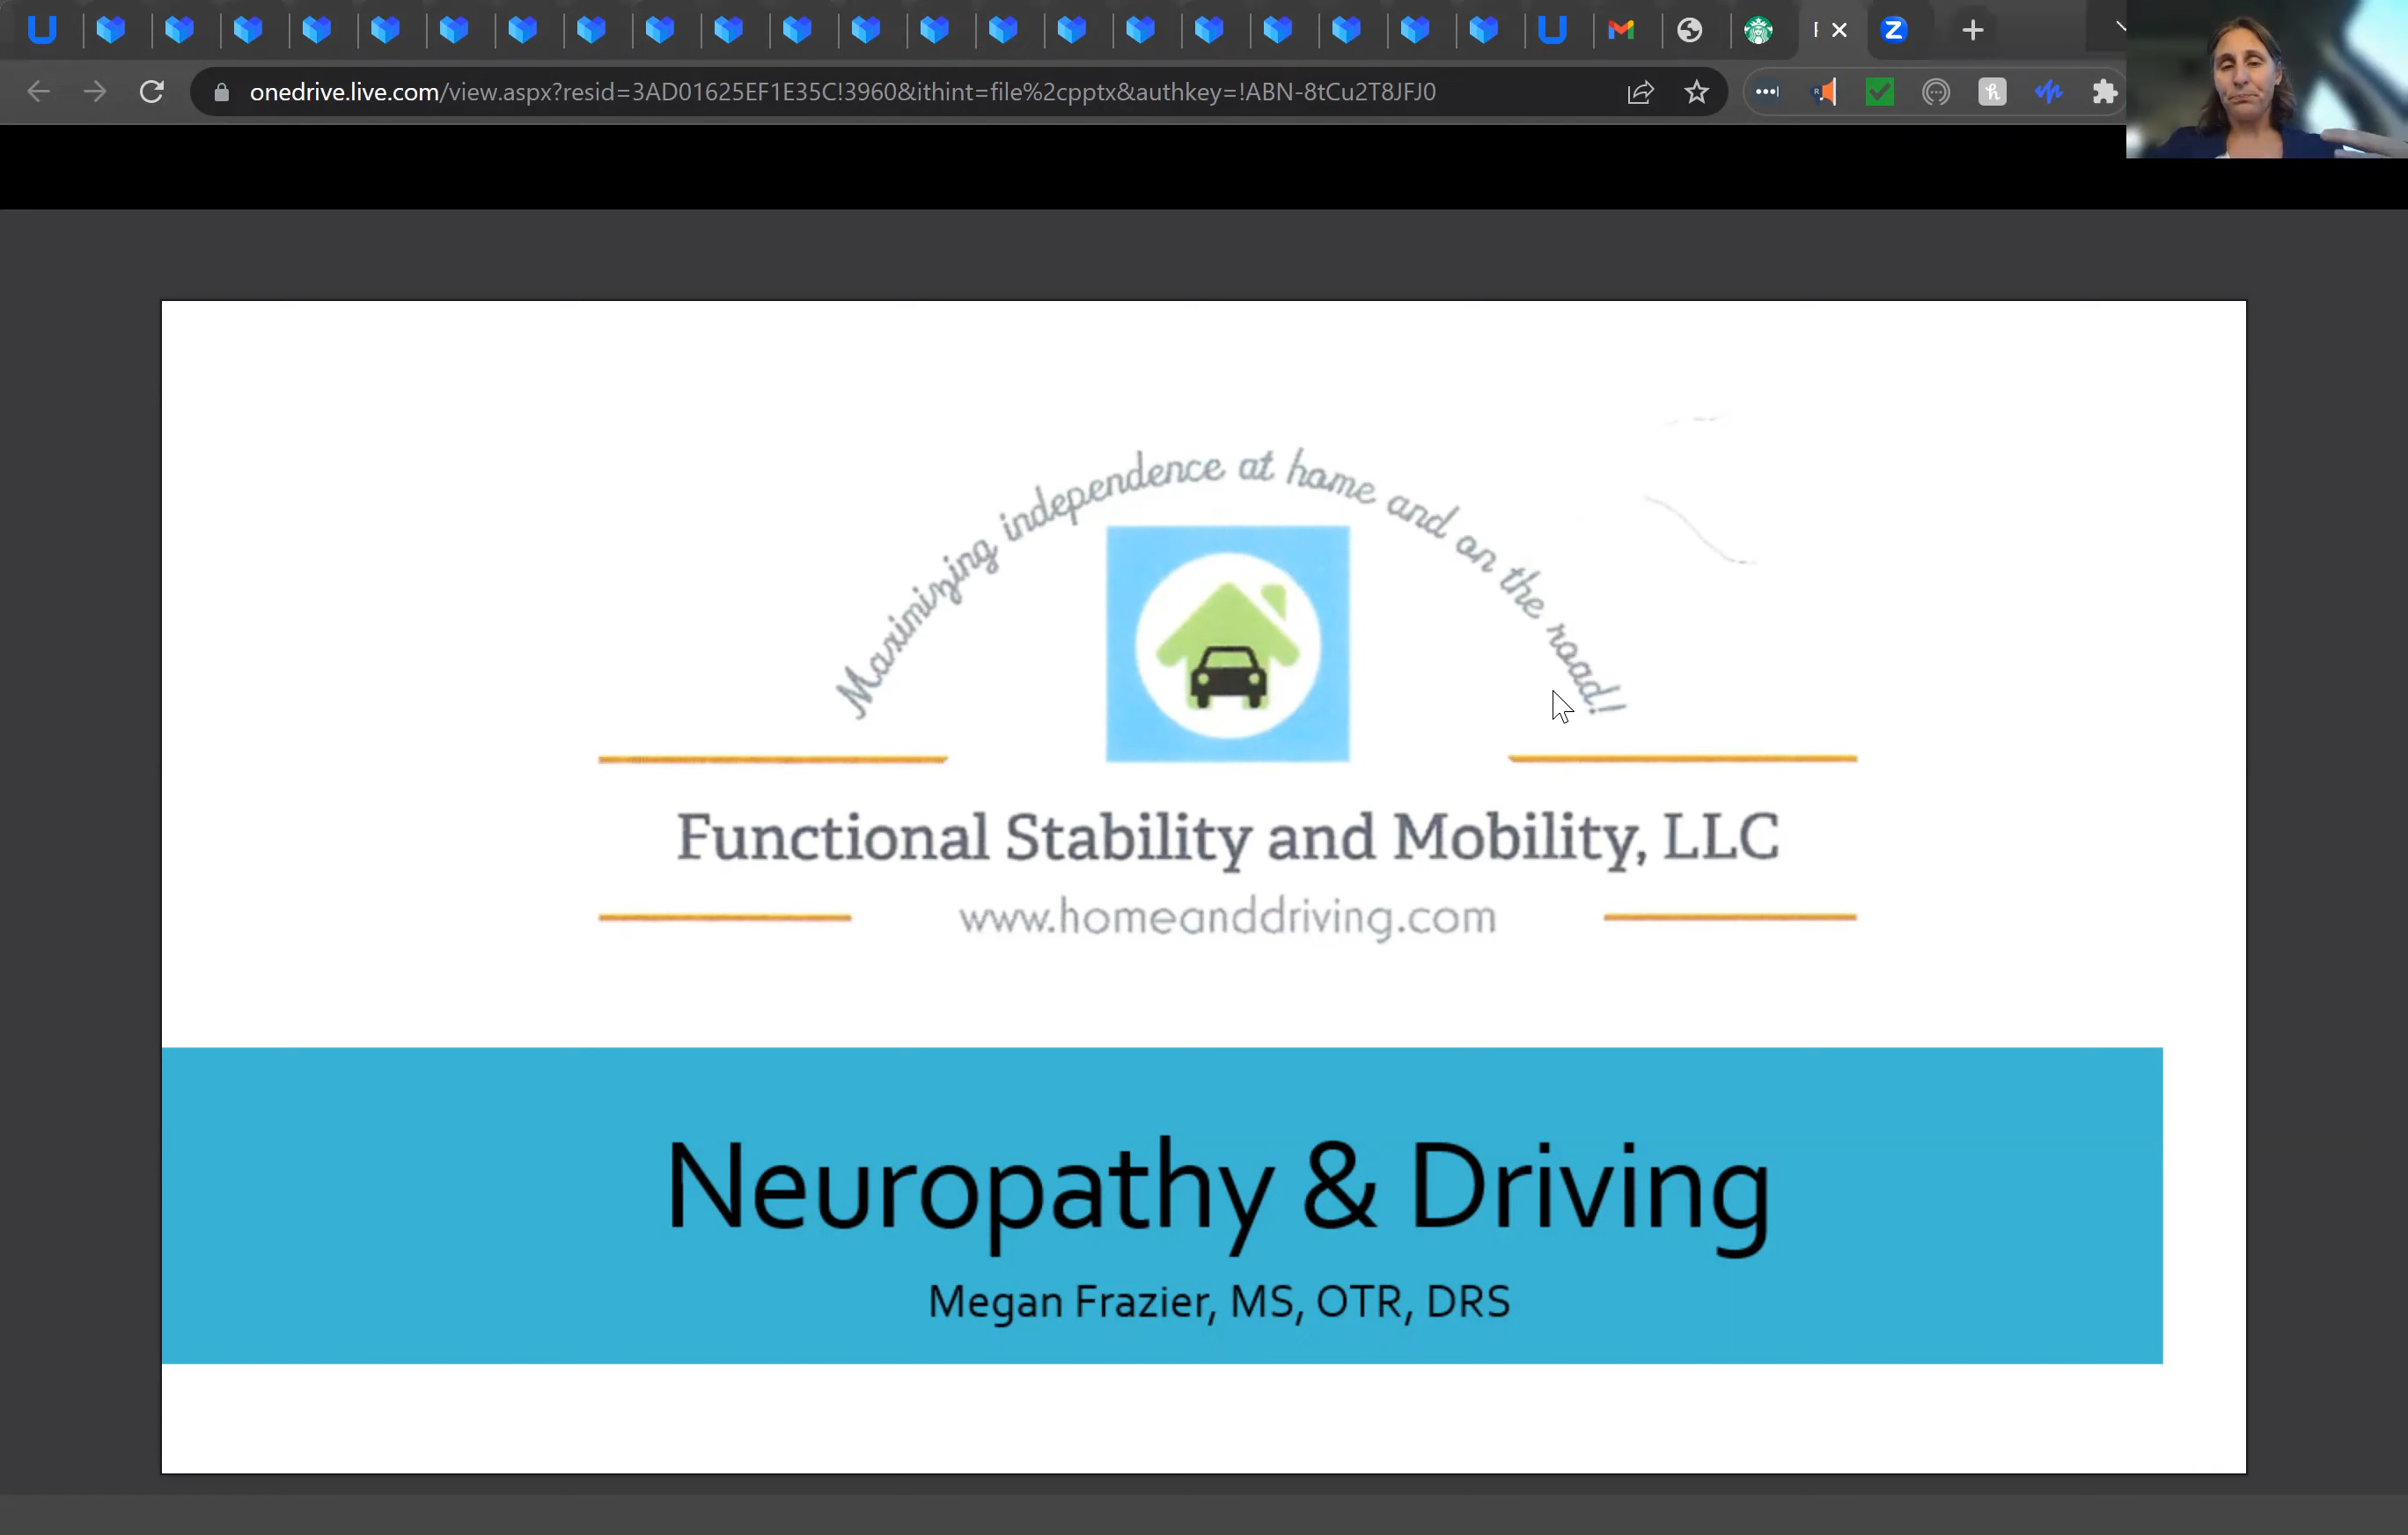 onedrive.live.com/view.aspx?resid=3AD01625EF1E35C!3960&ithint=file%2cpptx&authkey=!ABN-8tCu2T8JFJ0
Maximizing independence at home and on the road!
Functional Stability and Mobility, LLC
www.homeanddriving.com
Neuropathy & Driving
Megan Frazier, MS, OTR, DRS